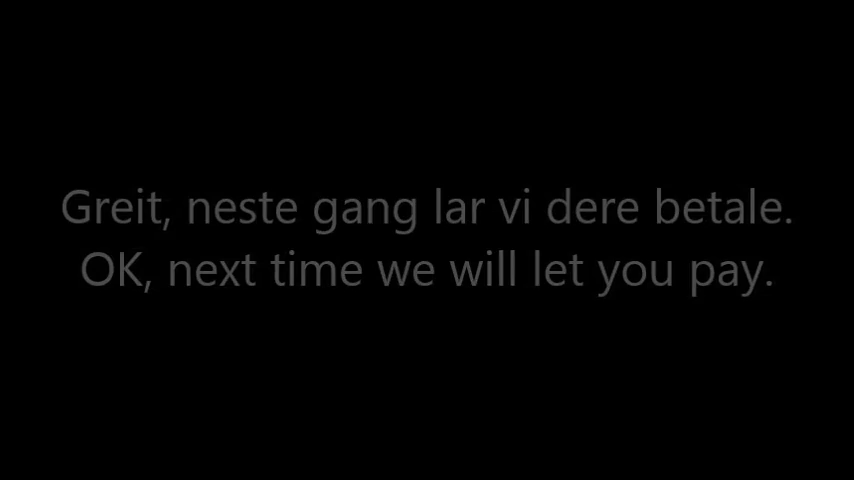 Greit, neste gang lar vi dere betale.
OK, next time we will let you pay.